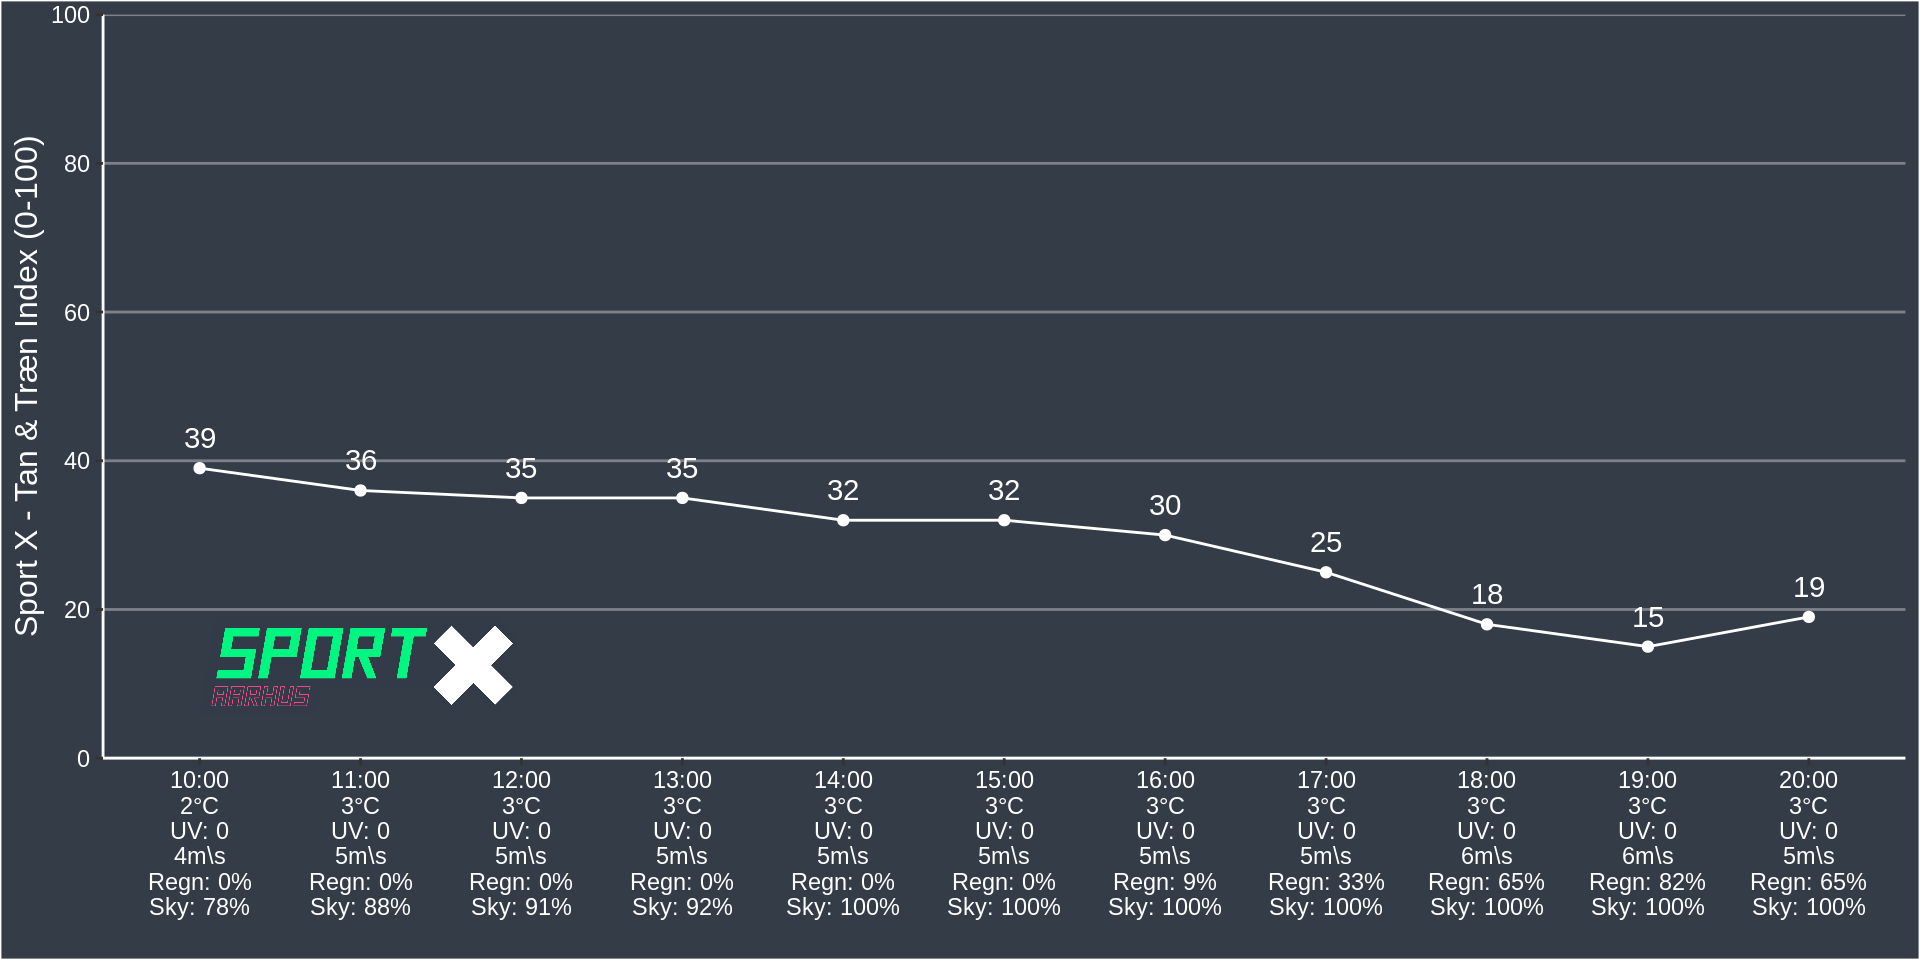 Sport X - Tan & Træn Index (0-100)
100
80
60
40
20
0
39
36
35
35
32
32
30
25
18
15
19
SPORT X
AARHUS
10:00 11:00 12:00 13:00 14:00 15:00 16:00 17:00 18:00 19:00 20:00
2°C 3°C 3°C 3°C 3°C 3°C 3°C 3°C 3°C 3°C 3°C
UV: 0 UV: 0 UV: 0 UV: 0 UV: 0 UV: 0 UV: 0 UV: 0 UV: 0 UV: 0 UV: 0
4m\s 5m\s 5m\s 5m\s 5m\s 5m\s 5m\s 5m\s 6m\s 6m\s 5m\s
Regn: 0% Regn: 0% Regn: 0% Regn: 0% Regn: 0% Regn: 0% Regn: 9% Regn: 33% Regn: 65% Regn: 82% Regn: 65%
Sky: 78% Sky: 88% Sky: 91% Sky: 92% Sky: 100% Sky: 100% Sky: 100% Sky: 100% Sky: 100% Sky: 100% Sky: 100%